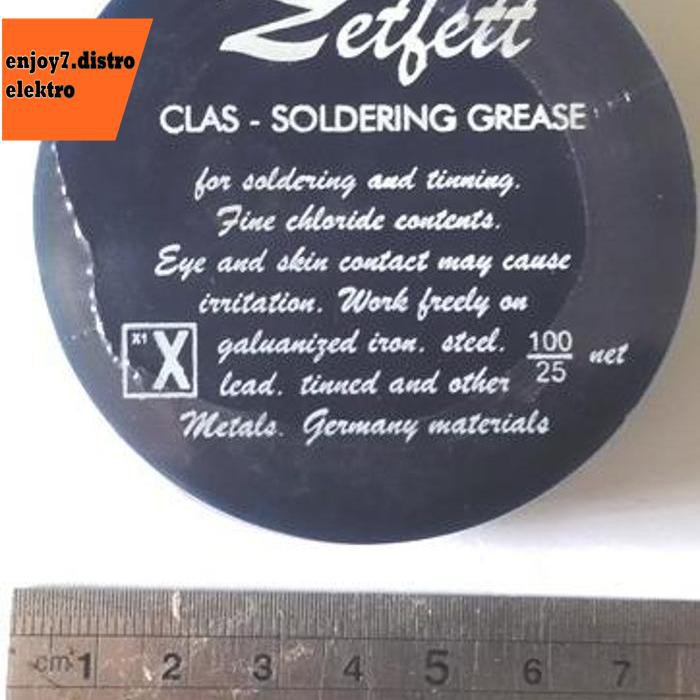 enjoy7.distro
elektro
Zetfett
CLAS - SOLDERING GREASE
for soldering and tinning.
Fine chloride contents.
Eye and skin contact may cause
irritation. Work freely on
galuanized iron. steel.
lead. tinned and other
Metals. Germany materials
X1 X
100
25 net
cm 1 2 3 4 5 6 7